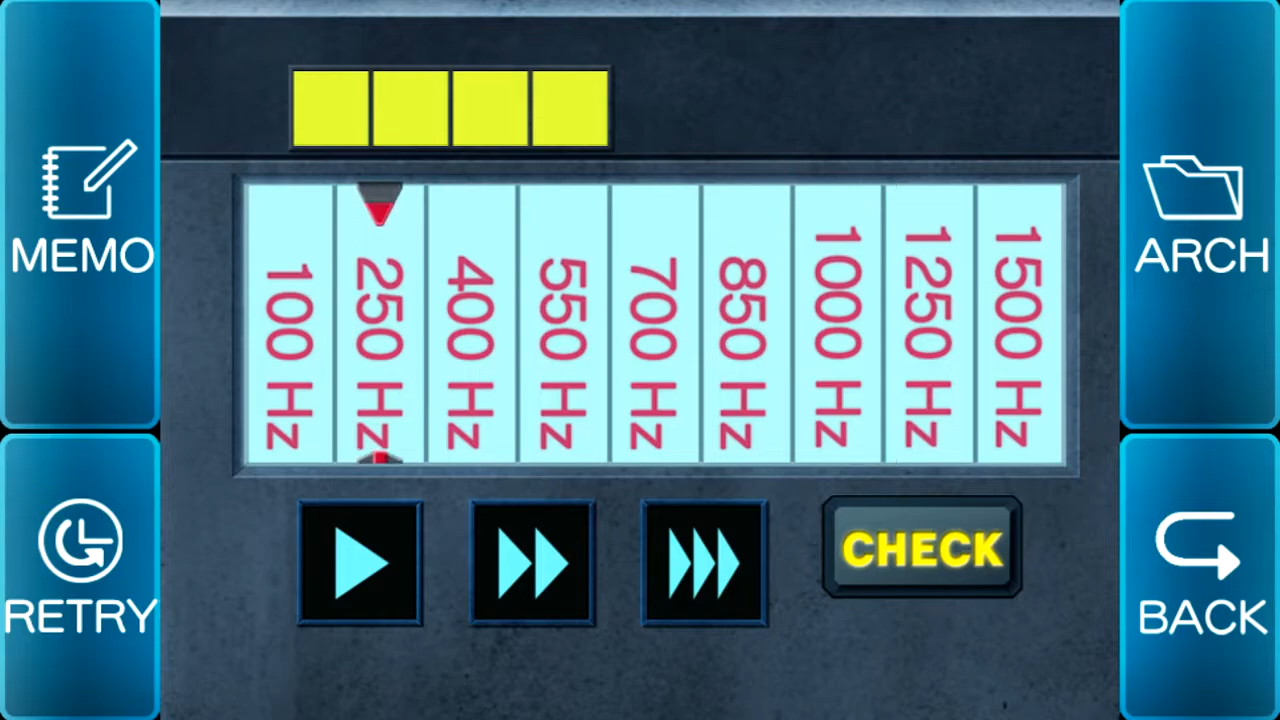 MEMO
ARCH
100 Hz
250 Hz
400 Hz
550 Hz
700 Hz
850 Hz
1000 Hz
1250 Hz
1500 Hz
CHECK
RETRY
BACK